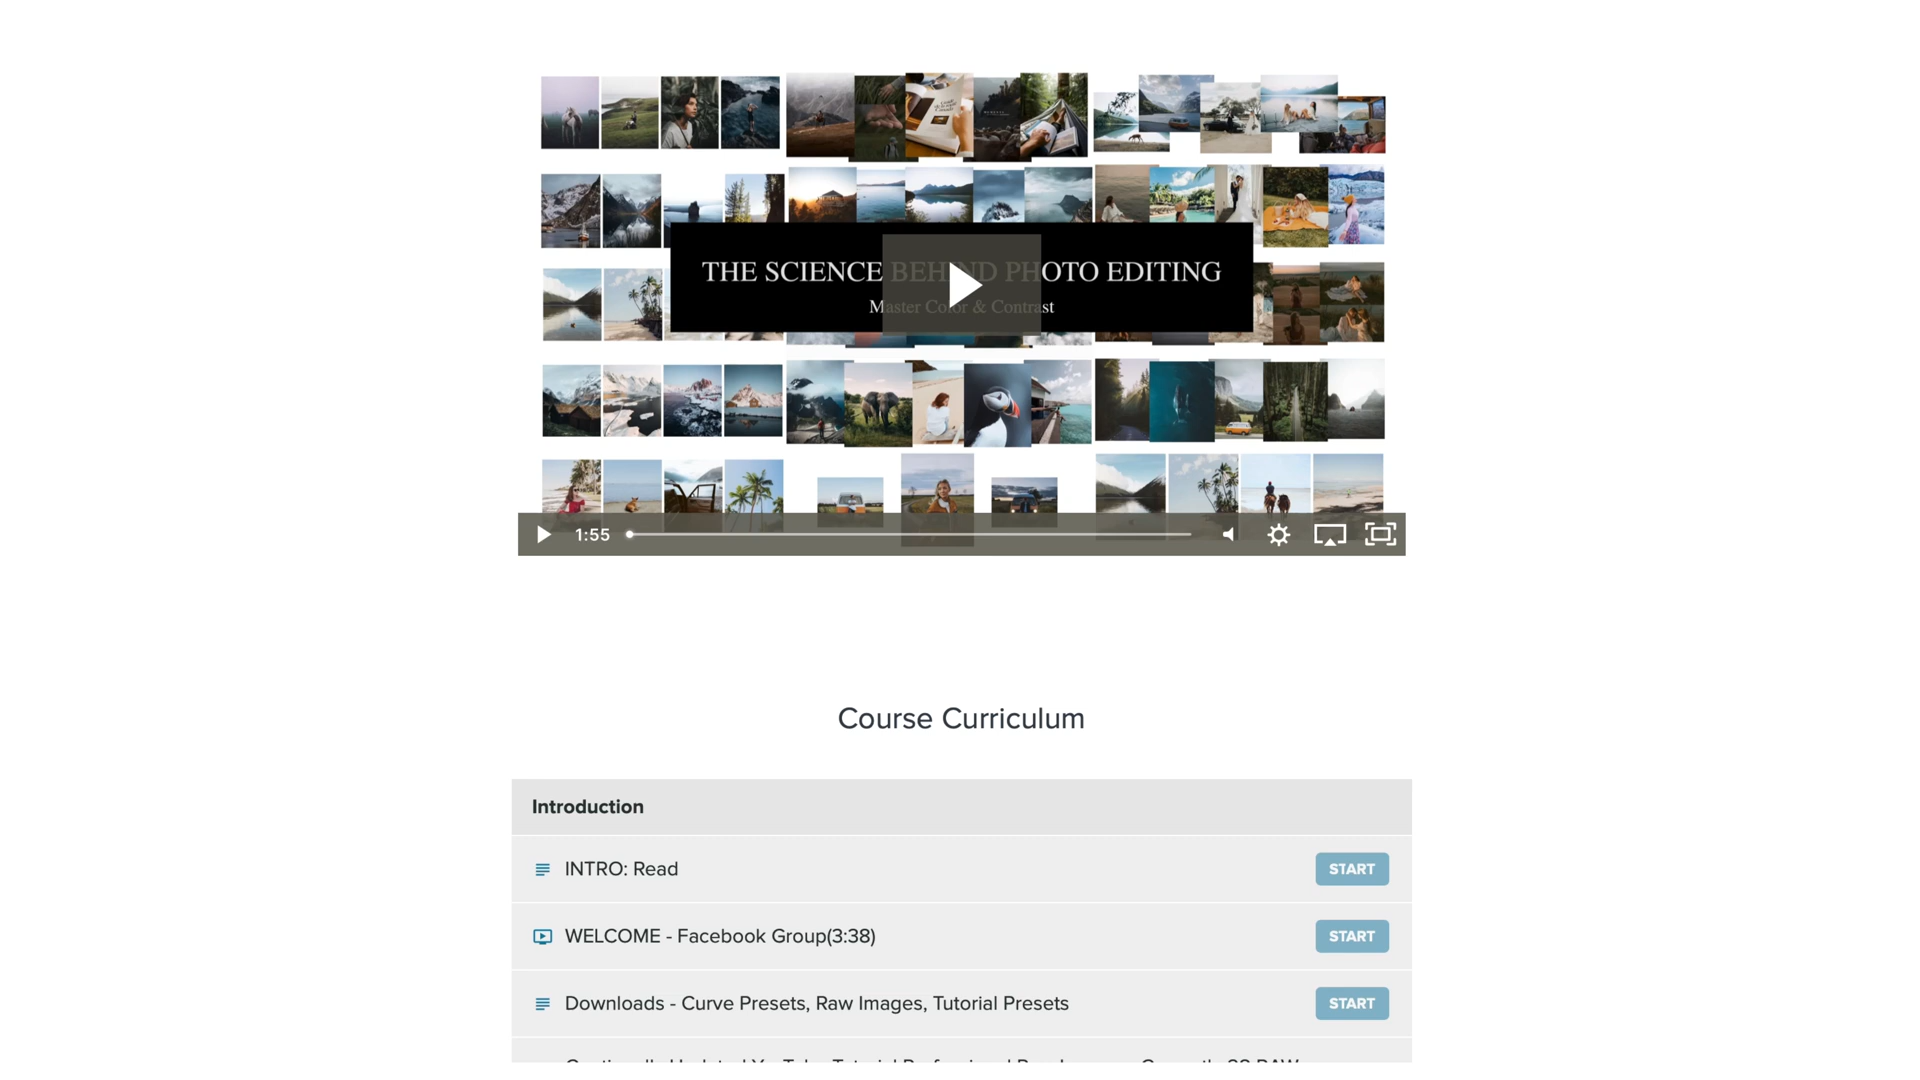 THE SCIENCE BEHIND PHOTO EDITING
Master Color & Contrast
1:55
Course Curriculum
Introduction
INTRO: Read
START
WELCOME - Facebook Group(3:38)
START
Downloads - Curve Presets, Raw Images, Tutorial Presets
START